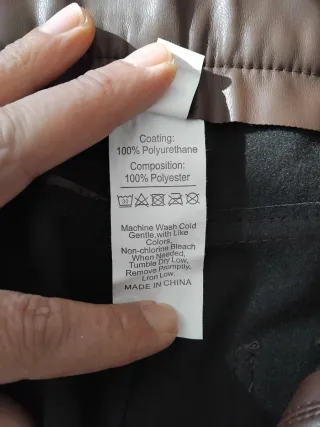 Coating:
100% Polyurethane
Composition:
100% Polyester
Machine Wash Cold
Gentle,with Like
Colors,
Non-chlorine Bleach
When Needed,
Tumble Dry Low,
Remove Promptly,
Lron Low.
MADE IN CHINA